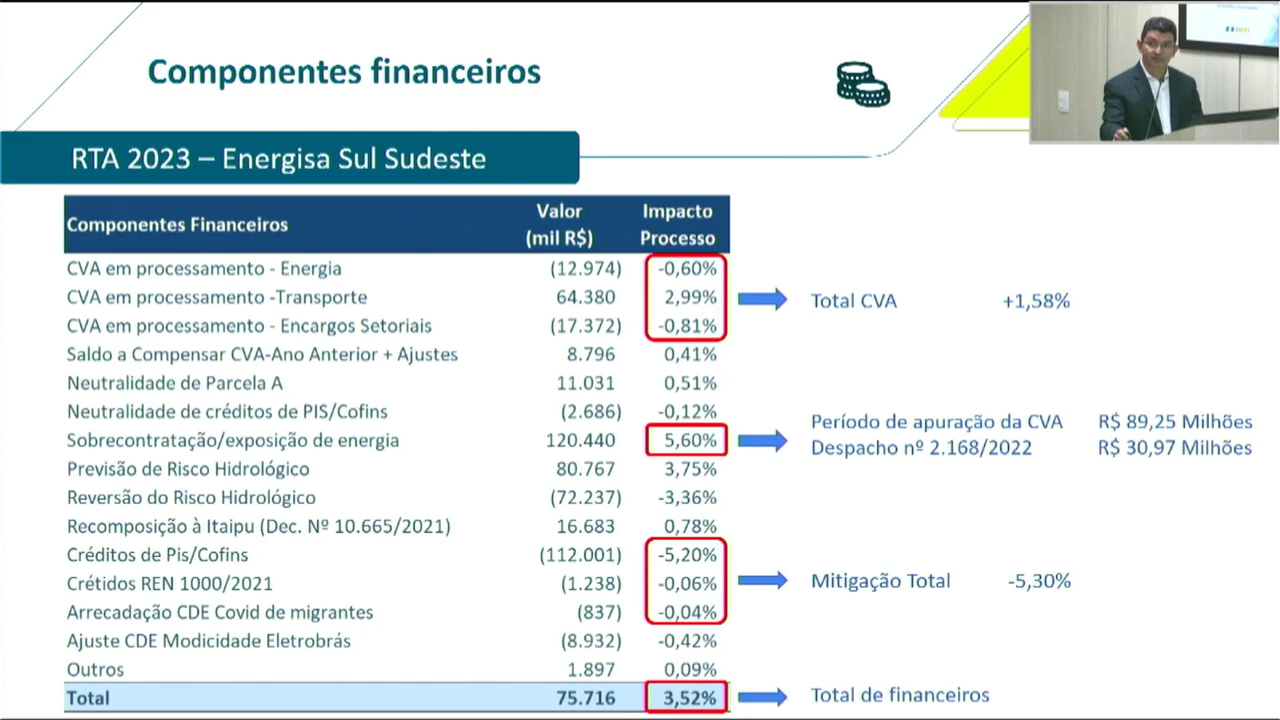 Componentes financeiros
RTA 2023 – Energisa Sul Sudeste
Componentes Financeiros Valor (mil R$) Impacto Processo
CVA em processamento - Energia (12.974) -0,60%
CVA em processamento -Transporte 64.380 2,99%
CVA em processamento - Encargos Setoriais (17.372) -0,81%
Total CVA +1,58%
Saldo a Compensar CVA-Ano Anterior + Ajustes 8.796 0,41%
Neutralidade de Parcela A 11.031 0,51%
Neutralidade de créditos de PIS/Cofins (2.686) -0,12%
Sobrecontratação/exposição de energia 120.440 5,60%
Período de apuração da CVA R$ 89,25 Milhões
Despacho nº 2.168/2022 R$ 30,97 Milhões
Previsão de Risco Hidrológico 80.767 3,75%
Reversão do Risco Hidrológico (72.237) -3,36%
Recomposição à Itaipu (Dec. Nº 10.665/2021) 16.683 0,78%
Créditos de Pis/Cofins (112.001) -5,20%
Crétidos REN 1000/2021 (1.238) -0,06%
Arrecadação CDE Covid de migrantes (837) -0,04%
Mitigação Total -5,30%
Ajuste CDE Modicidade Eletrobrás (8.932) -0,42%
Outros 1.897 0,09%
Total 75.716 3,52%
Total de financeiros